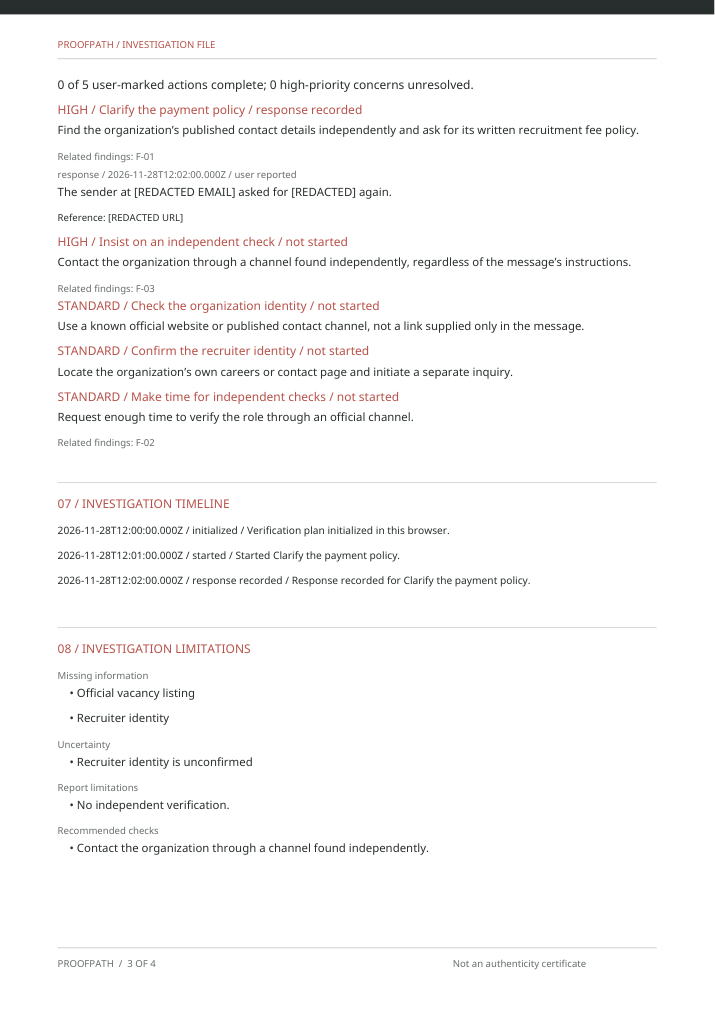 PROOFPATH / INVESTIGATION FILE
0 of 5 user-marked actions complete; 0 high-priority concerns unresolved.
HIGH / Clarify the payment policy / response recorded
Find the organization’s published contact details independently and ask for its written recruitment fee policy.
Related findings: F-01
response / 2026-11-28T12:02:00.000Z / user reported
The sender at [REDACTED EMAIL] asked for [REDACTED] again.
Reference: [REDACTED URL]
HIGH / Insist on an independent check / not started
Contact the organization through a channel found independently, regardless of the message’s instructions.
Related findings: F-03
STANDARD / Check the organization identity / not started
Use a known official website or published contact channel, not a link supplied only in the message.
STANDARD / Confirm the recruiter identity / not started
Locate the organization’s own careers or contact page and initiate a separate inquiry.
STANDARD / Make time for independent checks / not started
Request enough time to verify the role through an official channel.
Related findings: F-02
07 / INVESTIGATION TIMELINE
2026-11-28T12:00:00.000Z / initialized / Verification plan initialized in this browser.
2026-11-28T12:01:00.000Z / started / Started Clarify the payment policy.
2026-11-28T12:02:00.000Z / response recorded / Response recorded for Clarify the payment policy.
08 / INVESTIGATION LIMITATIONS
Missing information
• Official vacancy listing
• Recruiter identity
Uncertainty
• Recruiter identity is unconfirmed
Report limitations
• No independent verification.
Recommended checks
• Contact the organization through a channel found independently.
PROOFPATH / 3 OF 4
Not an authenticity certificate